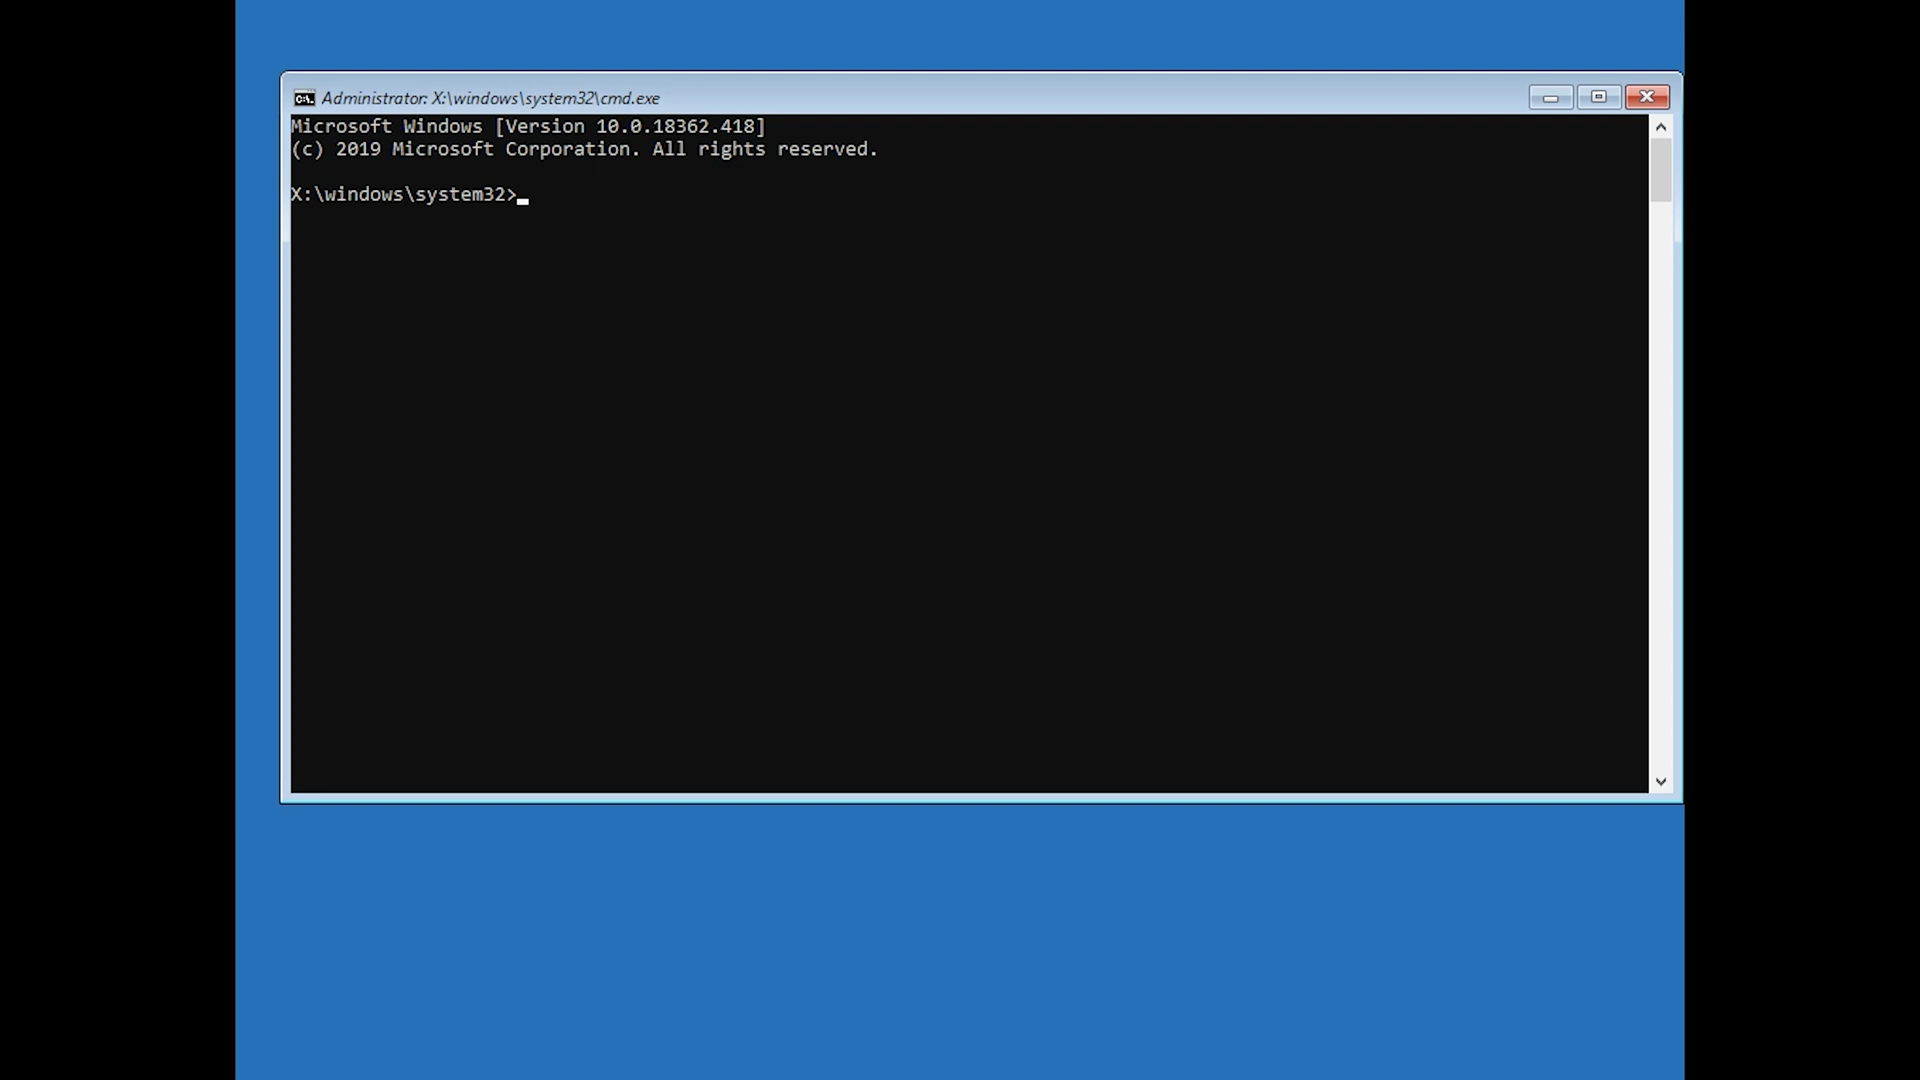 Administrator: X:\windows\system32\cmd.exe
Microsoft Windows [Version 10.0.18362.418]
(c) 2019 Microsoft Corporation. All rights reserved.
X:\windows\system32>